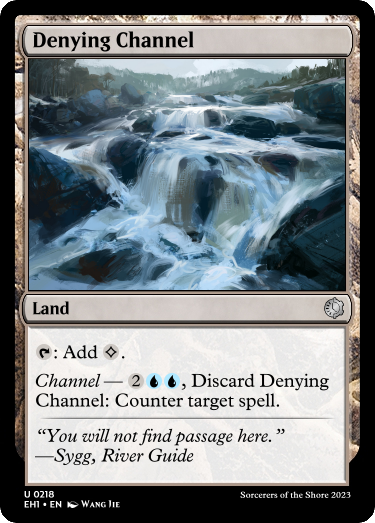 Denying Channel
Land
: Add .
Channel — 2, Discard Denying
Channel: Counter target spell.
“You will not find passage here.”
—Sygg, River Guide
U 0218
EH1 • EN Wang Jie
Sorcerers of the Shore 2023